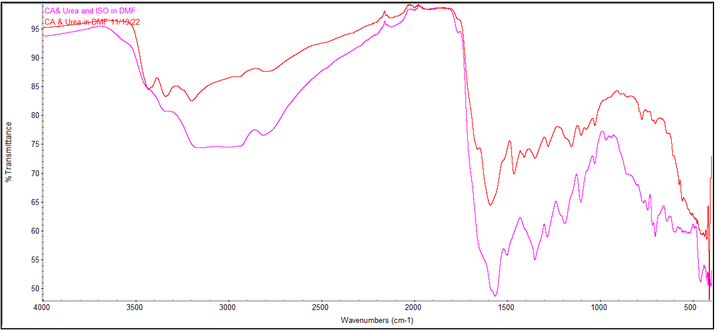 CA& Urea and ISO in DMF
CA & Urea in DMF 11/19/22
95
90
85
80
75
70
65
60
55
50
% Transmittance
4000 3500 3000 2500 2000 1500 1000 500
Wavenumbers (cm-1)